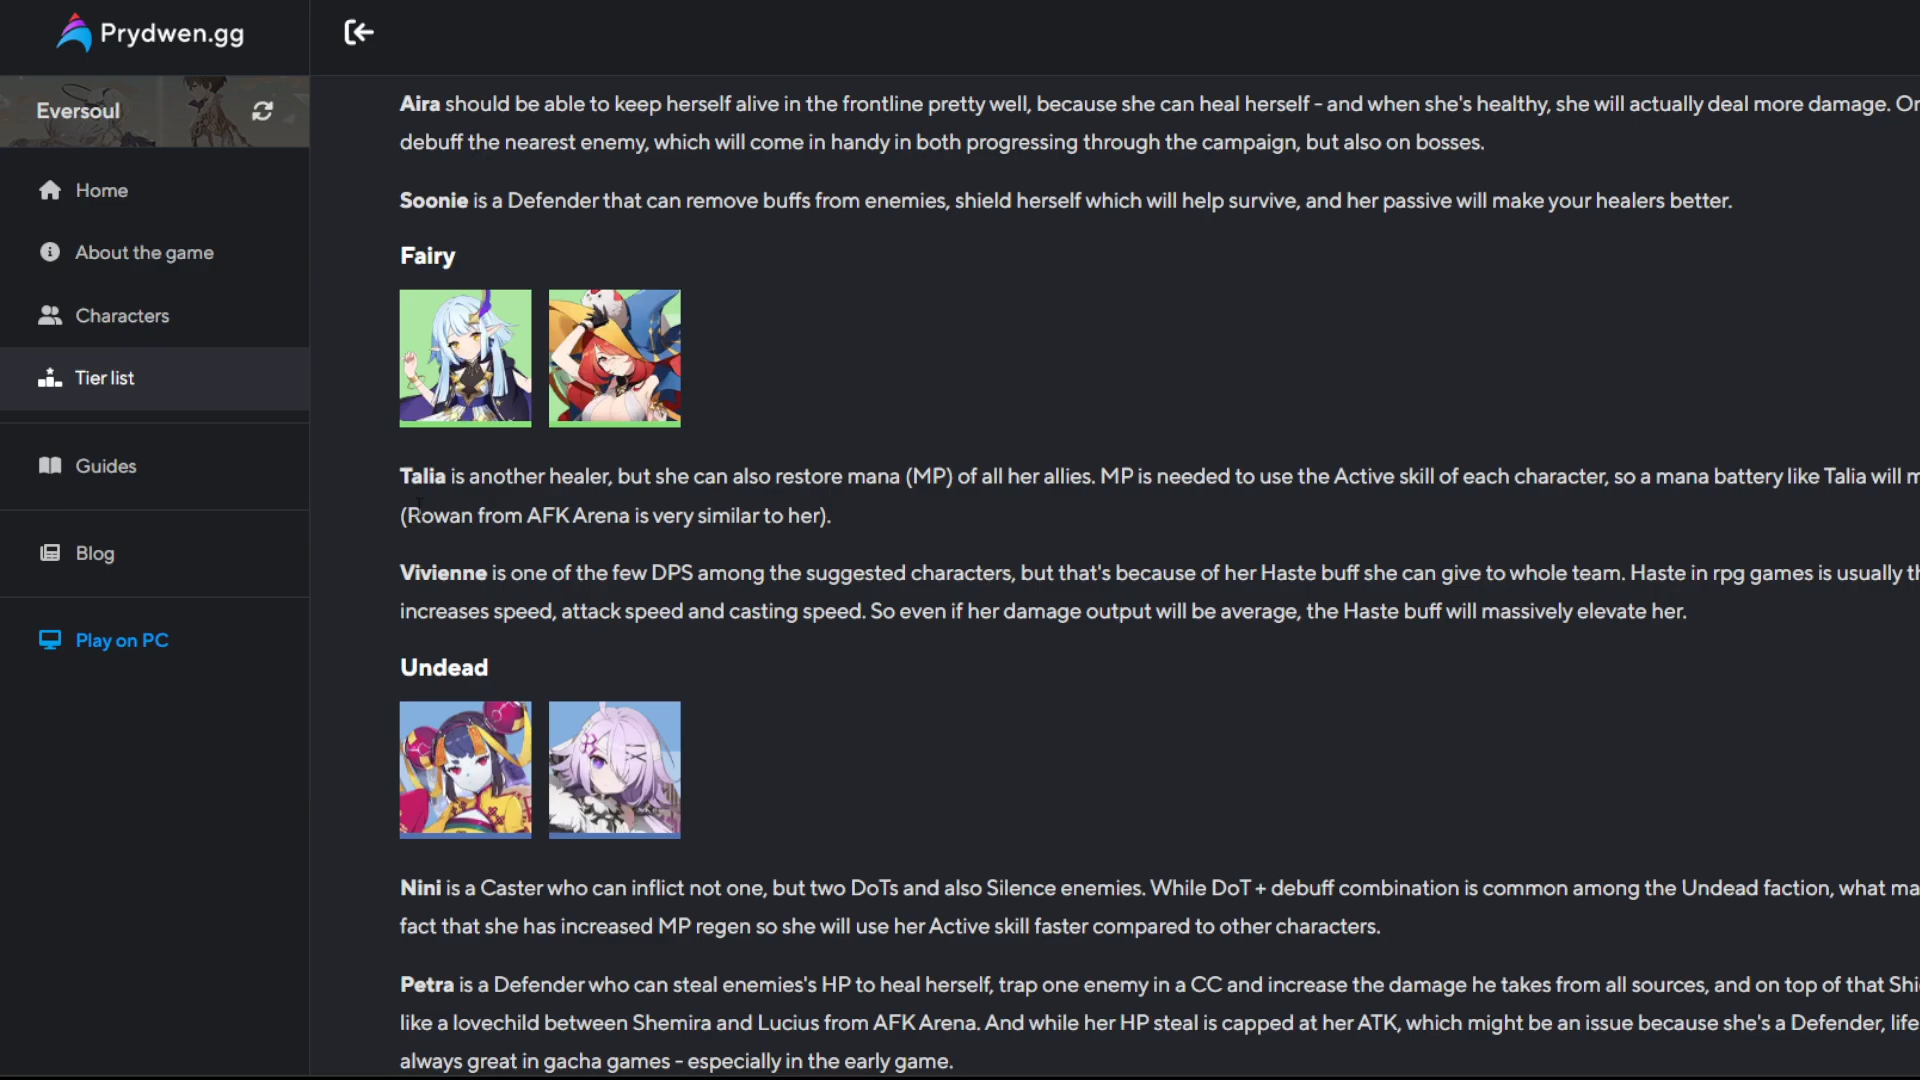 Prydwen.gg
Eversoul
Home
About the game
Characters
Tier list
Guides
Blog
Play on PC
Aira should be able to keep herself alive in the frontline pretty well, because she can heal herself - and when she's healthy, she will actually deal more damage. On
debuff the nearest enemy, which will come in handy in both progressing through the campaign, but also on bosses.
Soonie is a Defender that can remove buffs from enemies, shield herself which will help survive, and her passive will make your healers better.
Fairy
Talia is another healer, but she can also restore mana (MP) of all her allies. MP is needed to use the Active skill of each character, so a mana battery like Talia will m
(Rowan from AFK Arena is very similar to her).
Vivienne is one of the few DPS among the suggested characters, but that's because of her Haste buff she can give to whole team. Haste in rpg games is usually th
increases speed, attack speed and casting speed. So even if her damage output will be average, the Haste buff will massively elevate her.
Undead
Nini is a Caster who can inflict not one, but two DoTs and also Silence enemies. While DoT + debuff combination is common among the Undead faction, what ma
fact that she has increased MP regen so she will use her Active skill faster compared to other characters.
Petra is a Defender who can steal enemies's HP to heal herself, trap one enemy in a CC and increase the damage he takes from all sources, and on top of that Shi
like a lovechild between Shemira and Lucius from AFK Arena. And while her HP steal is capped at her ATK, which might be an issue because she's a Defender, life
always great in gacha games - especially in the early game.